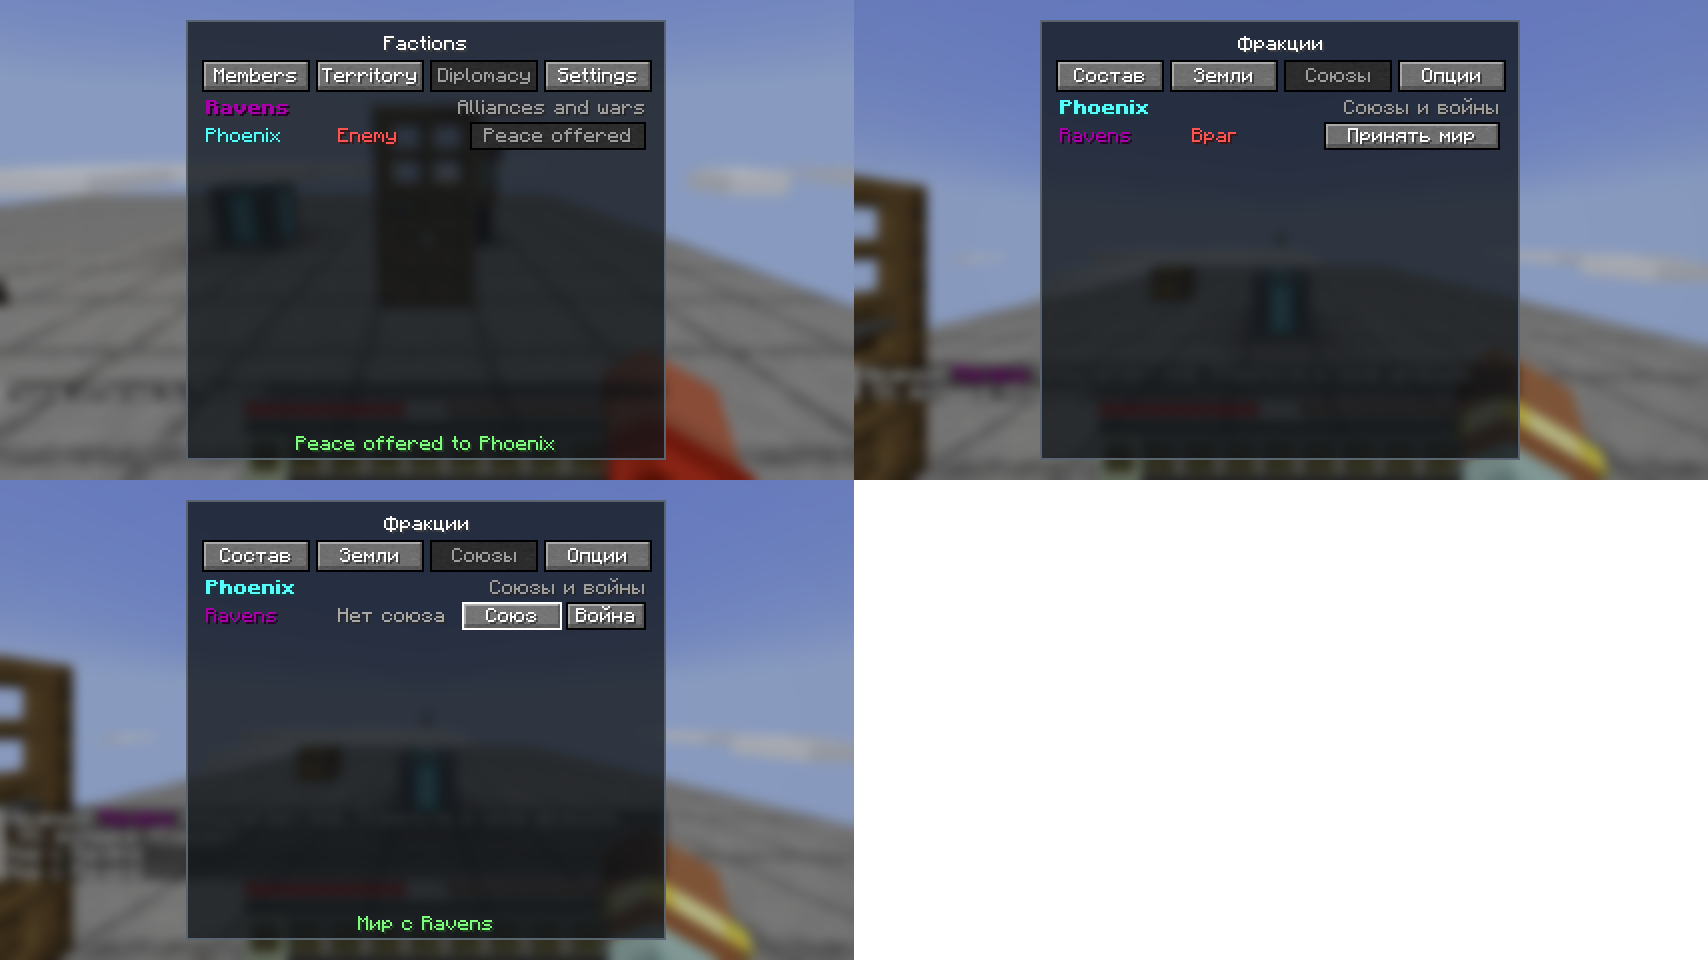 Factions
Members Territory Diplomacy Settings
Ravens Alliances and wars
Phoenix Enemy Peace offered
Peace offered to Phoenix
Фракции
Состав Земли Союзы Опции
Phoenix Союзы и войны
Ravens Враг Принять мир
Фракции
Состав Земли Союзы Опции
Phoenix Союзы и войны
Ravens Нет союза Союз Война
Мир с Ravens